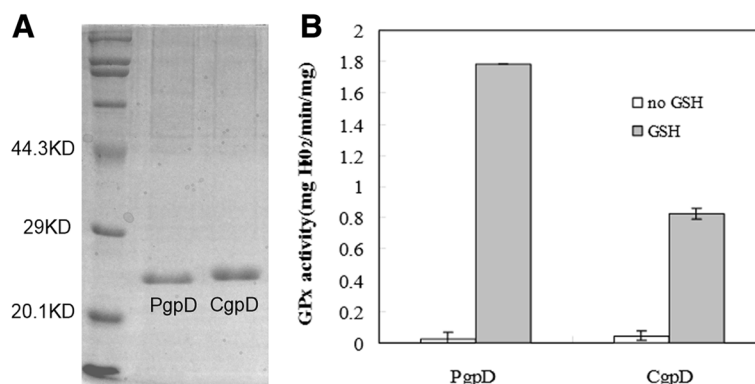 A
44.3KD
29KD
20.1KD
PgpD CgpD
B
GPx activity(mg H2O2/min/mg)
2
1.8
1.6
1.4
1.2
1
0.8
0.6
0.4
0.2
0
no GSH
GSH
PgpD CgpD